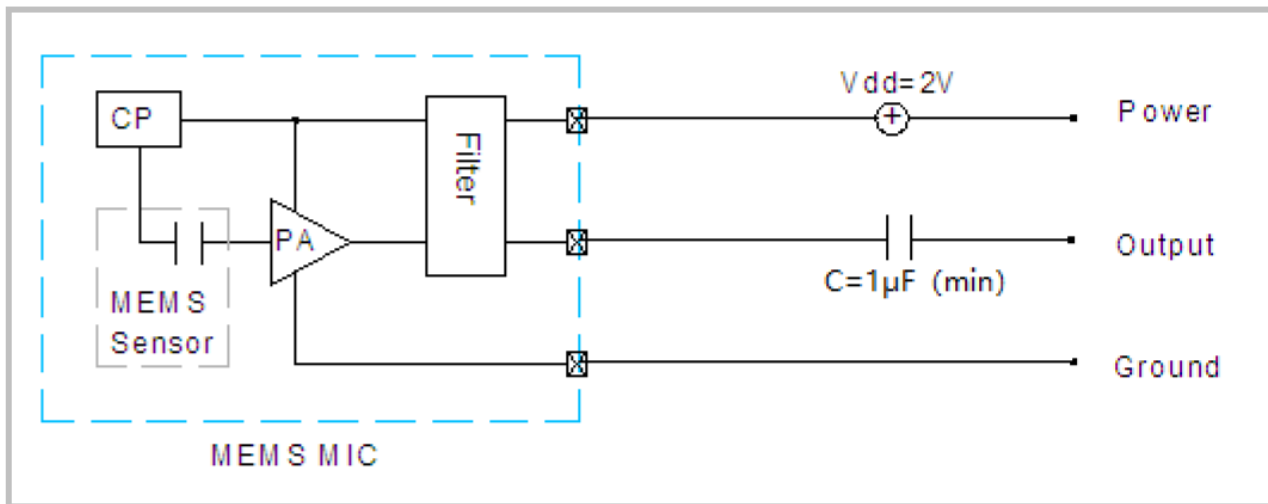 Vdd=2V
CP
Power
Filter
PA
Output
C=1μF (min)
MEMS
Sensor
Ground
MEMS MIC